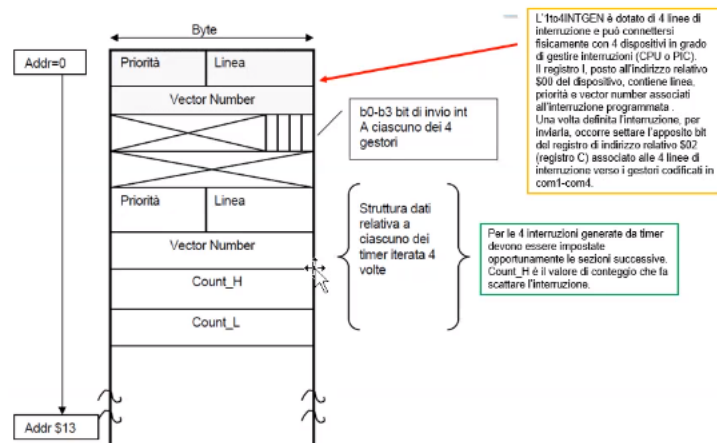 Byte
Addr=0
Priorità
Linea
Vector Number
b0-b3 bit di invio int
A ciascuno dei 4
gestori
Priorità
Linea
Vector Number
Count_H
Count_L
Addr $13
Struttura dati
relativa a
ciascuno dei
timer iterata 4
volte
L'1to4INTGEN è dotato di 4 linee di
interruzione e può connettersi
fisicamente con 4 dispositivi in grado
di gestire interruzioni (CPU o PIC).
Il registro I, posto all'indirizzo relativo
$00 del dispositivo, contiene linea,
priorità e vector number associati
all'interruzione programmata .
Una volta definita l'interruzione, per
inviarla, occorre settare l'apposito bit
del registro di indirizzo relativo $02
(registro C) associato alle 4 linee di
interruzione verso i gestori codificati in
com1-com4.
Per le 4 interruzioni generate da timer
devono essere impostate
opportunamente le sezioni successive.
Count_H è il valore di conteggio che fa
scattare l'interruzione.